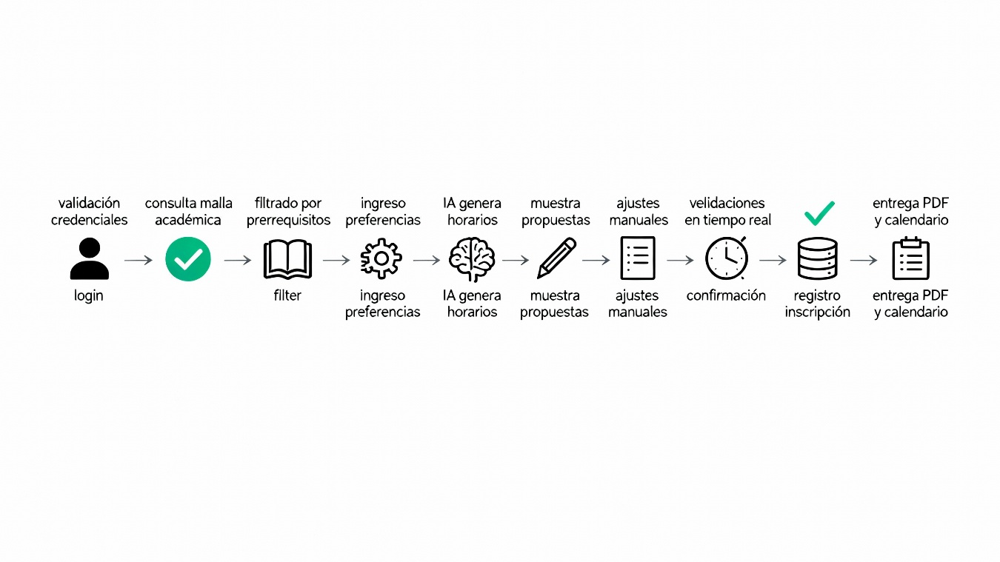 validación
credenciales
consulta malla
académica
filtrado por
prerrequisitos
ingreso
preferencias
IA genera
horarios
muestra
propuestas
ajustes
manuales
velidaciones
en tiempo real
entrega PDF
y calendario
login
filter
ingreso
preferencias
IA genera
horarios
muestra
propuestas
ajustes
manuales
confirmación
registro
inscripción
entrega PDF
y calendario